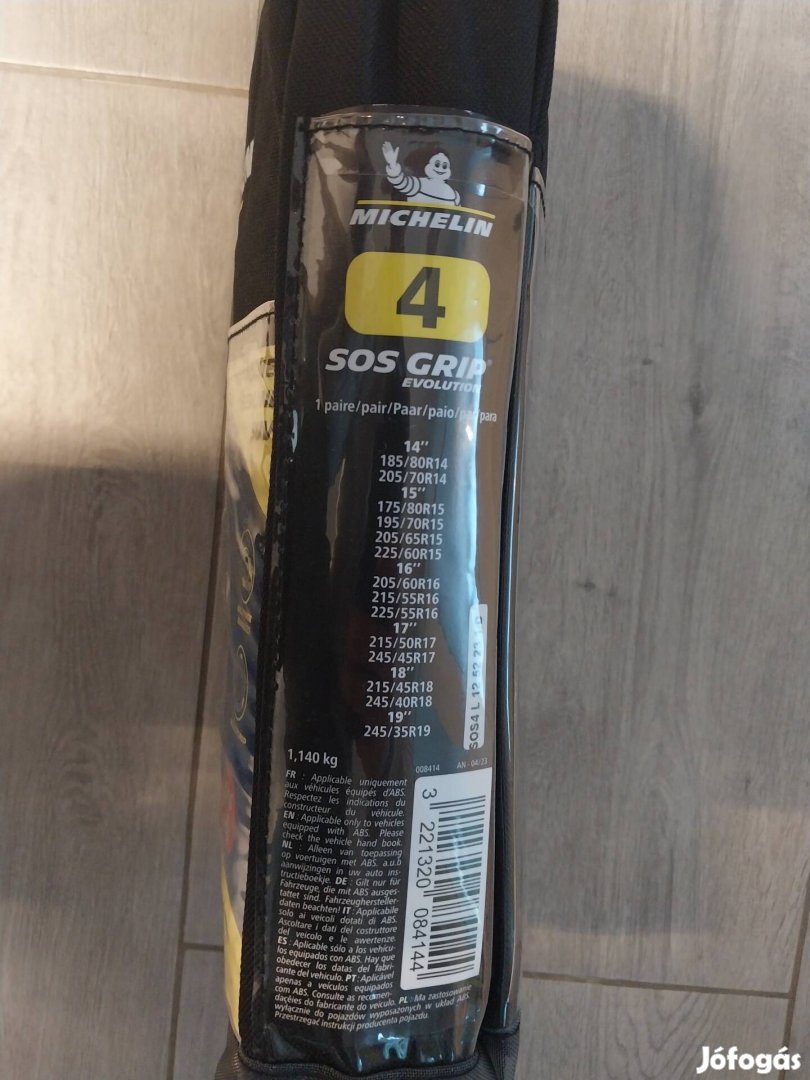 MICHELIN
4
SOS GRIP
EVOLUTION
1 paire/pair/Paar/paio/ para
14''
185/80R14
205/70R14
15''
175/80R15
195/70R15
205/65R15
225/60R15
16''
205/60R16
215/55R16
225/55R16
17''
215/50R17
245/45R17
18''
215/45R18
245/40R18
19''
245/35R19
SOS4 L 12 52
1,140 kg
008414 AN - 04/23
FR : Applicable uniquement
aux véhicules équipés d'ABS.
Respectez les indications du
constructeur du véhicule.
EN : Applicable only to vehicles
equipped with ABS. Please
check the vehicle hand book.
NL : Alleen van toepassing
op voertuigen met ABS. a.u.b
aanwijzingen in uw auto ins-
tructieboekje. DE : Gilt nur für
Fahrzeuge, die mit ABS ausges-
tattet sind. Fahrzeughersteller-
daten beachten! IT : Applicabile
solo ai veicoli dotati di ABS.
Ascoltare i dati del costruttore
del veicolo e le awertenze.
ES : Aplicable sólo a los vehícu-
los equipados con ABS. Hay que
obedecer los datos del fabri-
cante del vehículo. PT : Aplicável
apenas a veículos equipados
com ABS. Consulte as recomen-
dações do fabricante do veículo. PL : Ma zastosowanie
wyłącznie do pojazdów wyposażonych w układ ABS.
Przestrzegać instrukcji producenta pojazdu.
3 221320 084144
Jófogás